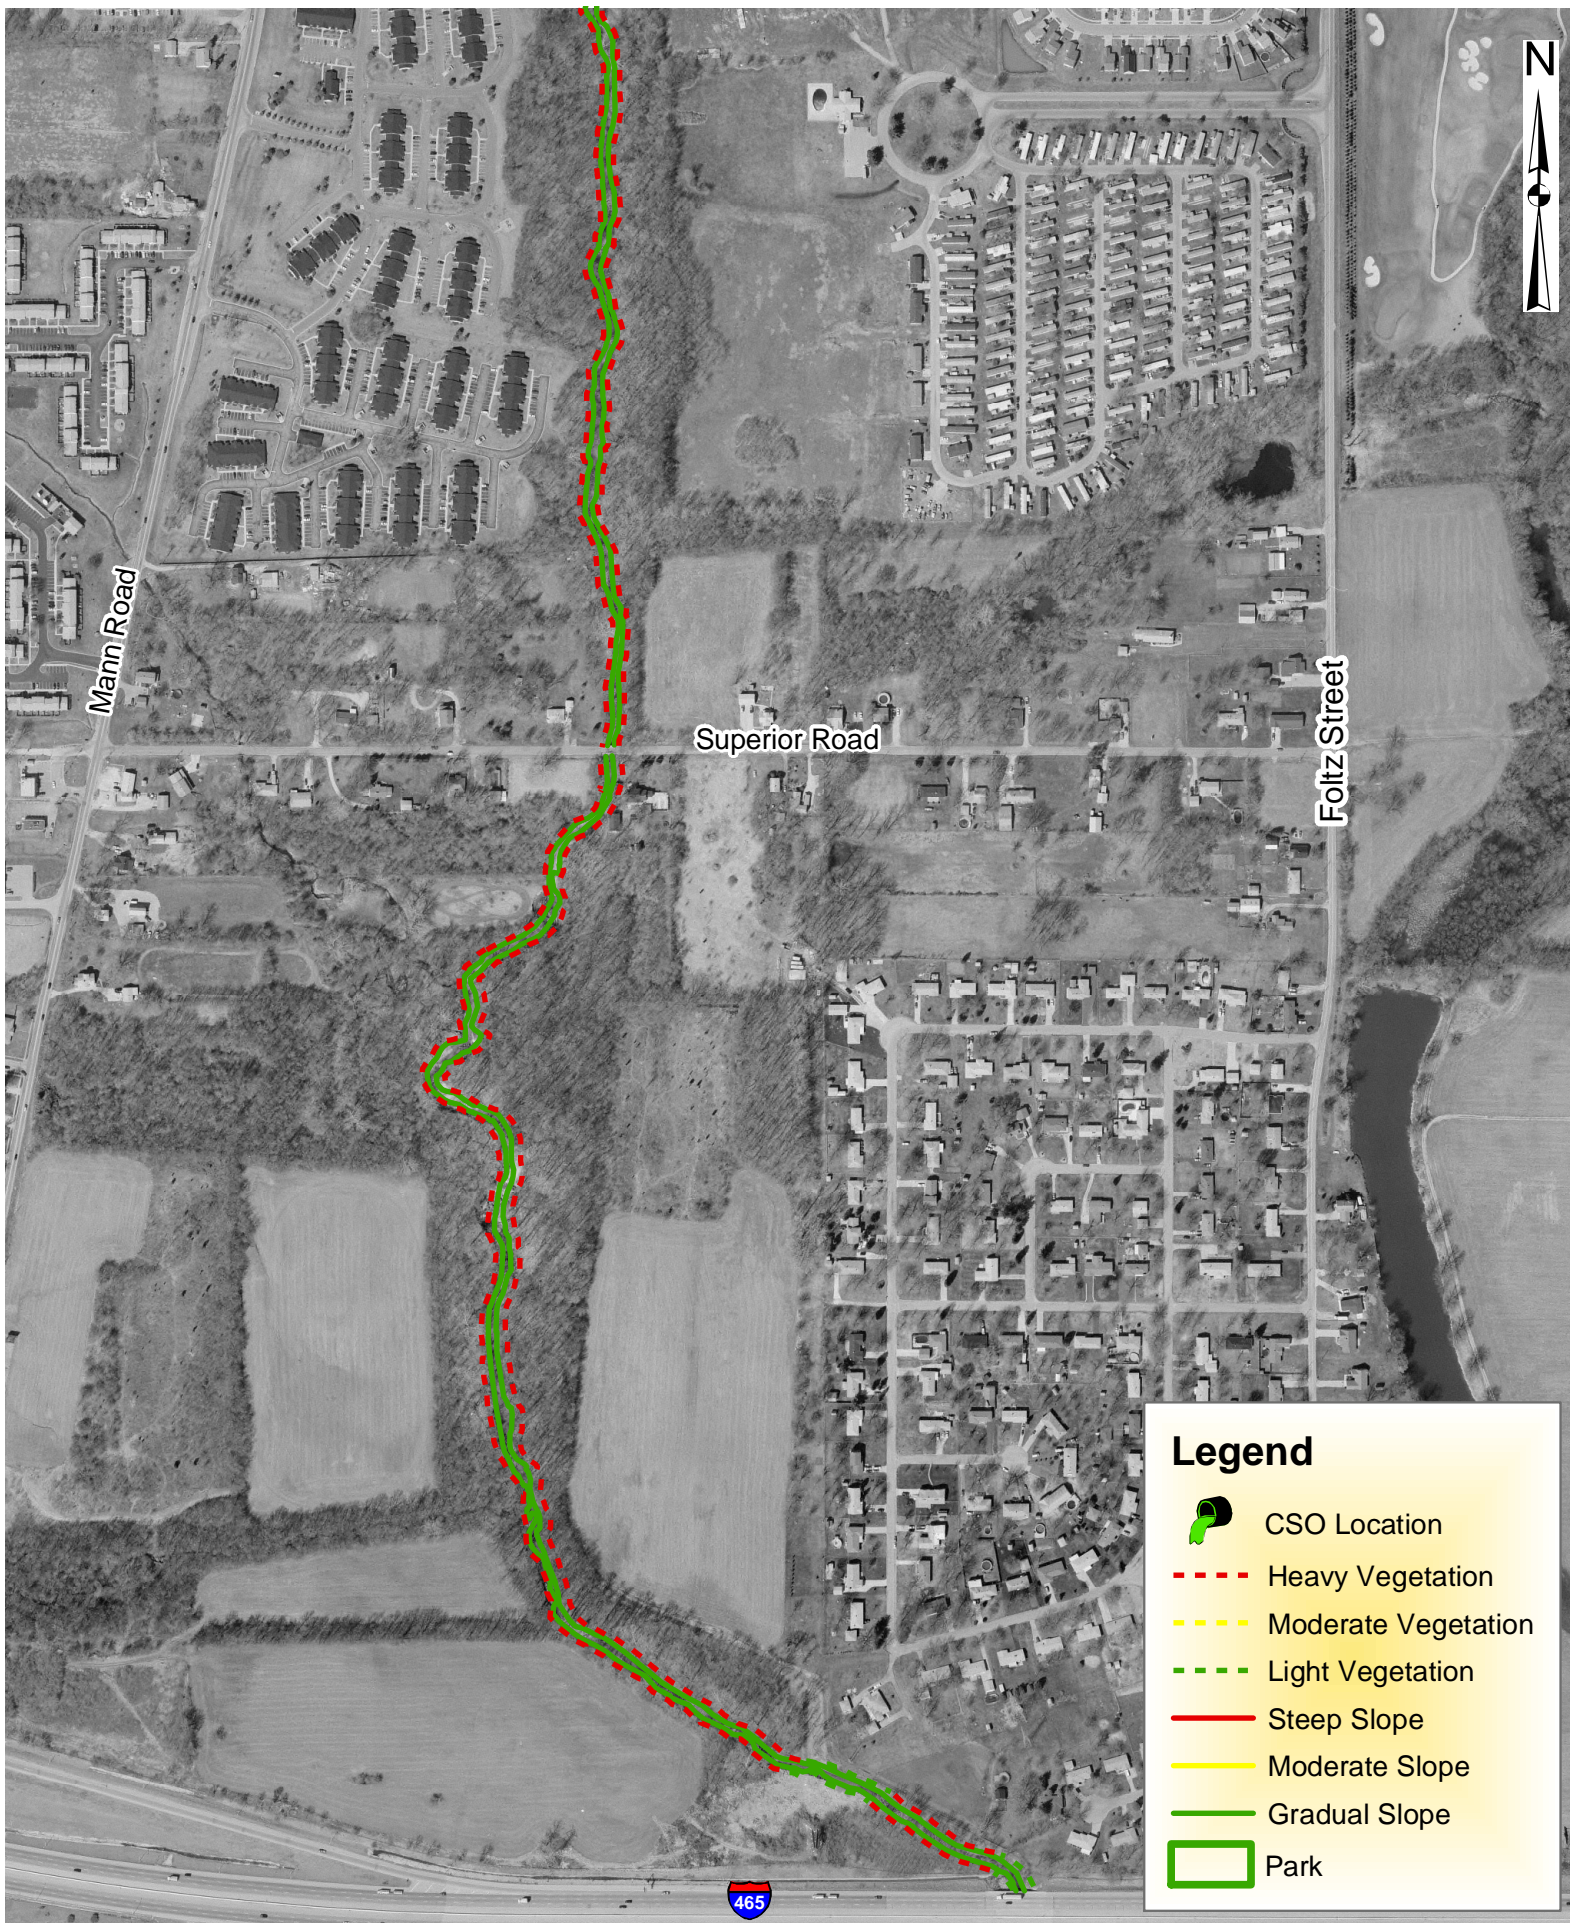 N
Mann Road
Superior Road
Foltz Street
Legend
CSO Location
Heavy Vegetation
Moderate Vegetation
Light Vegetation
Steep Slope
Moderate Slope
Gradual Slope
Park
465